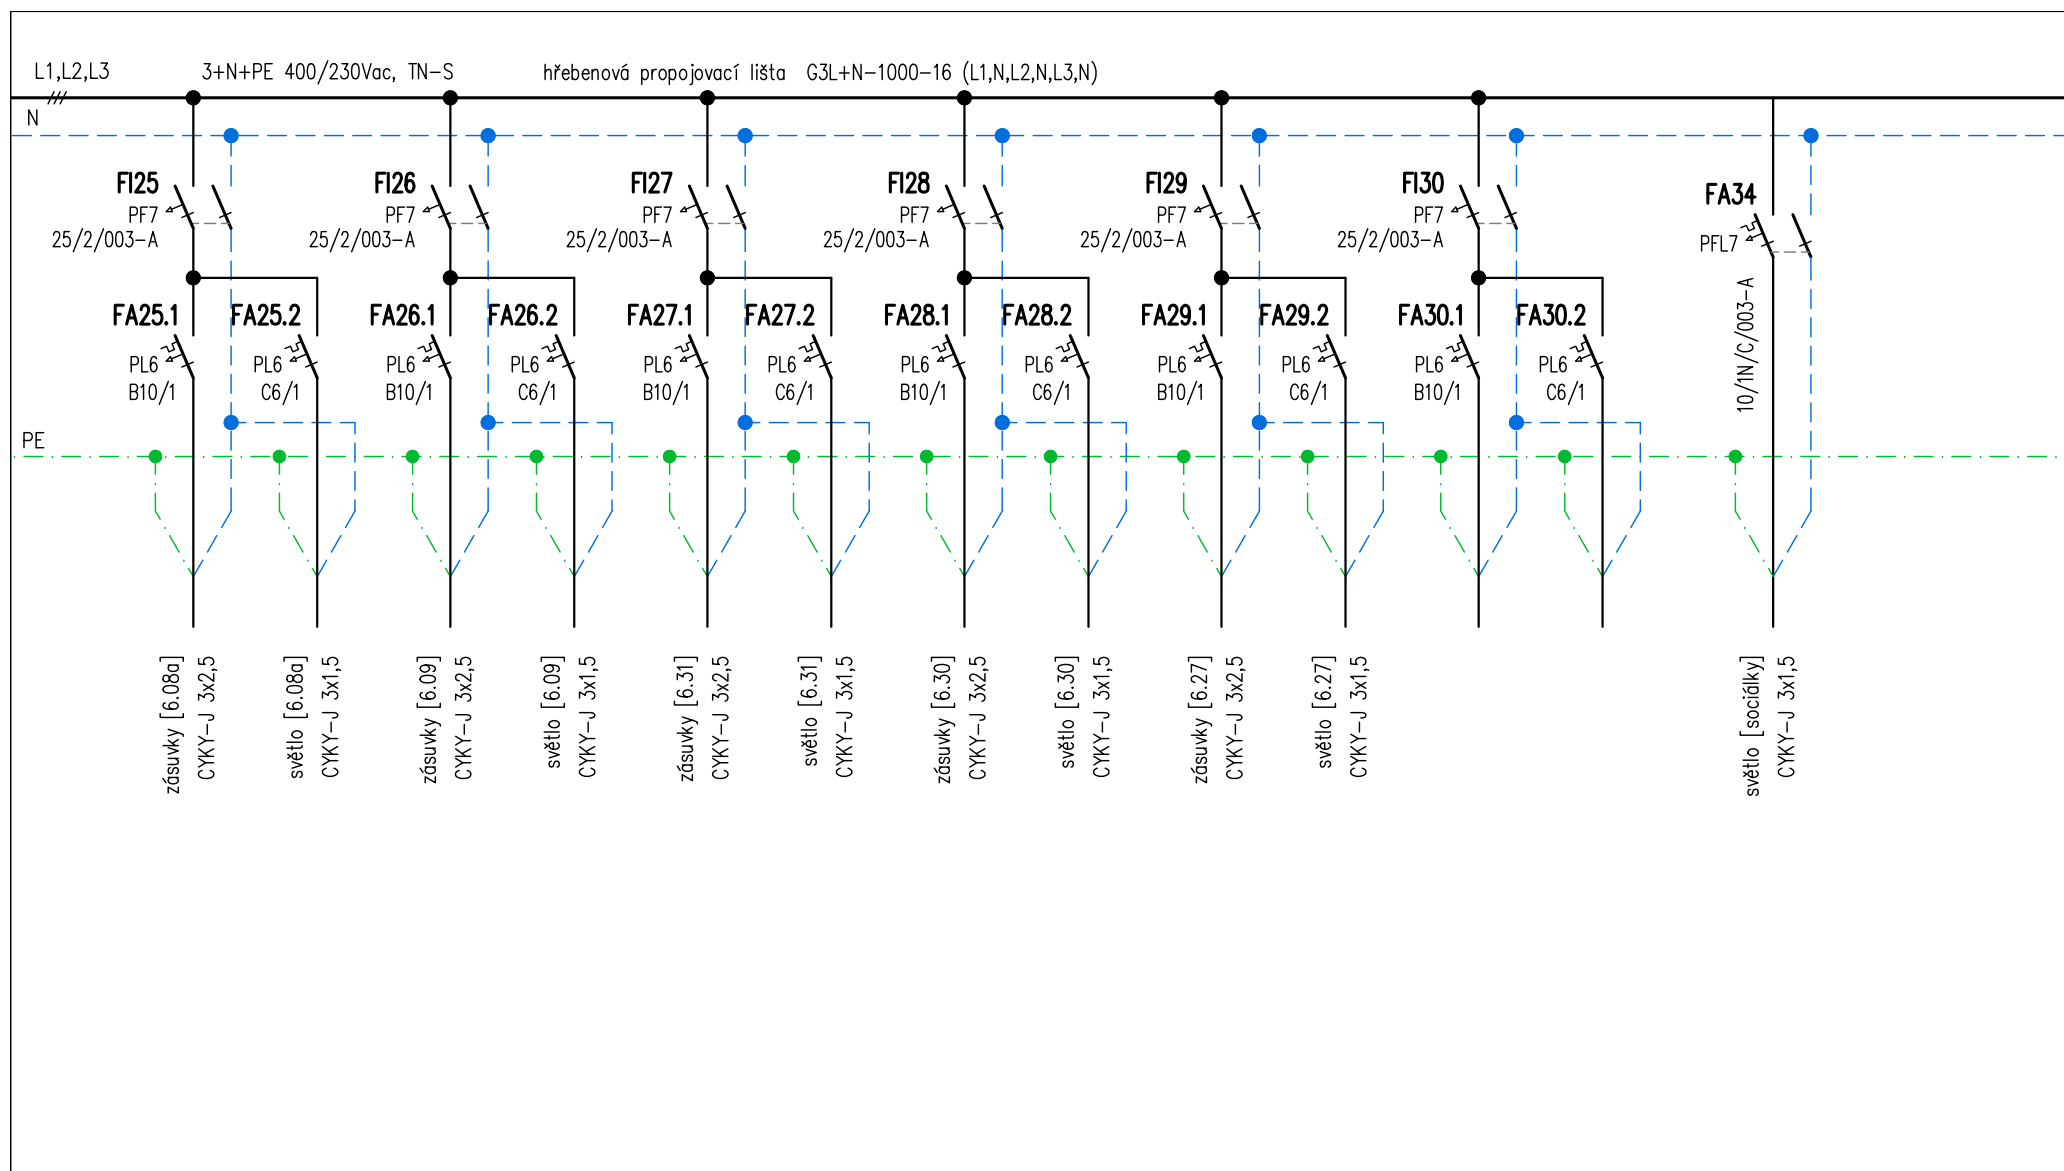 L1,L2,L3
3+N+PE 400/230Vac, TN-S
hřebenová propojovací lišta G3L+N-1000-16 (L1,N,L2,N,L3,N)
N
FI25
PF7
25/2/003-A
FI26
PF7
25/2/003-A
FI27
PF7
25/2/003-A
FI28
PF7
25/2/003-A
FI29
PF7
25/2/003-A
FI30
PF7
25/2/003-A
FA34
PFL7
10/1N/C/003-A
FA25.1
PL6
B10/1
FA25.2
PL6
C6/1
FA26.1
PL6
B10/1
FA26.2
PL6
C6/1
FA27.1
PL6
B10/1
FA27.2
PL6
C6/1
FA28.1
PL6
B10/1
FA28.2
PL6
C6/1
FA29.1
PL6
B10/1
FA29.2
PL6
C6/1
FA30.1
PL6
B10/1
FA30.2
PL6
C6/1
PE
zásuvky [6.08a]
CYKY-J 3x2,5
světlo [6.08a]
CYKY-J 3x1,5
zásuvky [6.09]
CYKY-J 3x2,5
světlo [6.09]
CYKY-J 3x1,5
zásuvky [6.31]
CYKY-J 3x2,5
světlo [6.31]
CYKY-J 3x1,5
zásuvky [6.30]
CYKY-J 3x2,5
světlo [6.30]
CYKY-J 3x1,5
zásuvky [6.27]
CYKY-J 3x2,5
světlo [6.27]
CYKY-J 3x1,5
světlo [sociálky]
CYKY-J 3x1,5